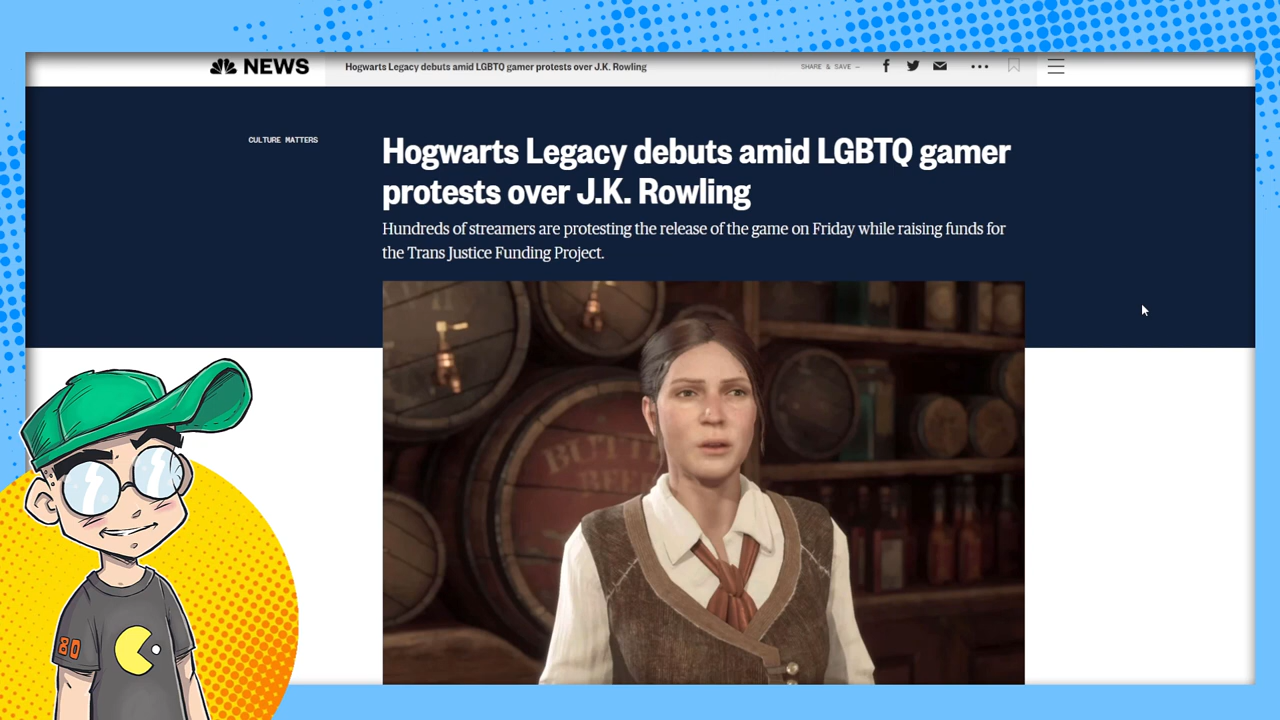 NEWS
Hogwarts Legacy debuts amid LGBTQ gamer protests over J.K. Rowling
SHARE & SAVE —
CULTURE MATTERS
Hogwarts Legacy debuts amid LGBTQ gamer
protests over J.K. Rowling
Hundreds of streamers are protesting the release of the game on Friday while raising funds for
the Trans Justice Funding Project.
BUTTER
BEER
80